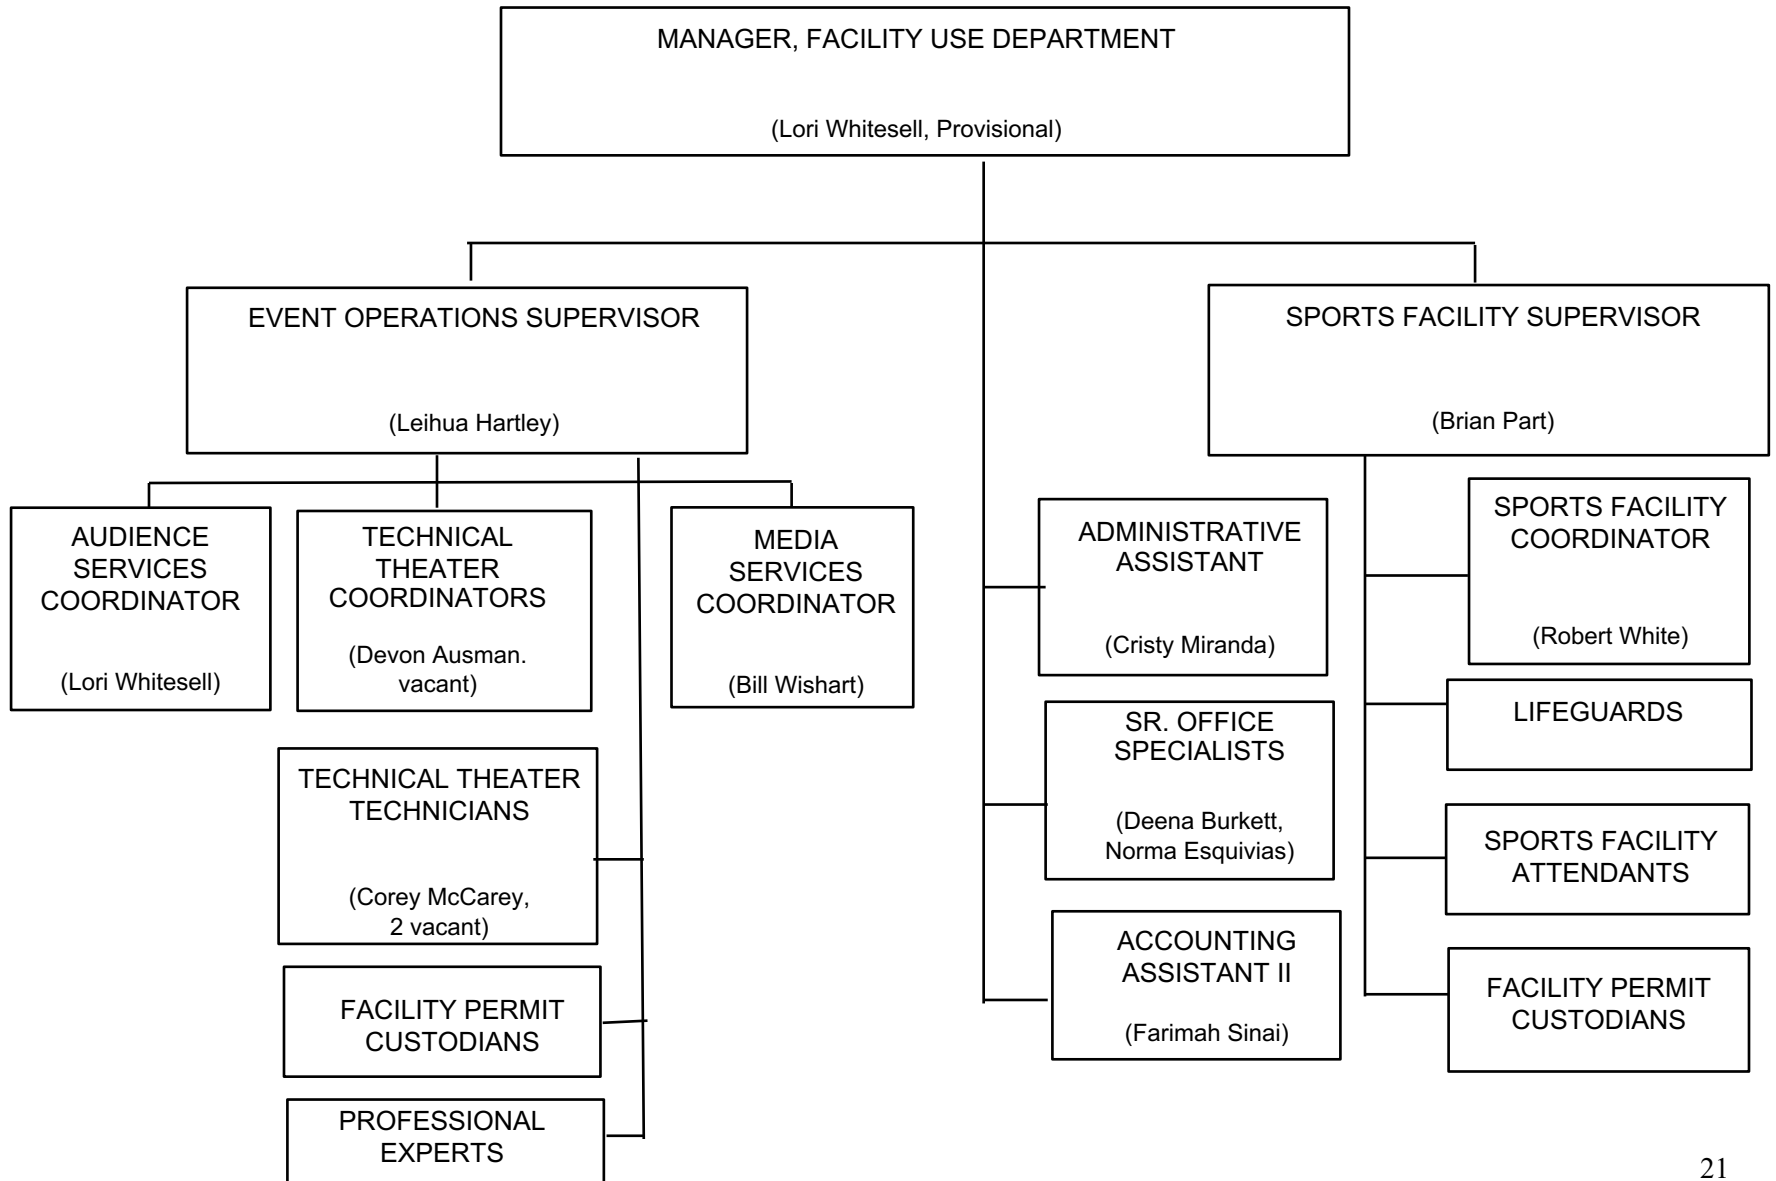 MANAGER, FACILITY USE DEPARTMENT
(Lori Whitesell, Provisional)
EVENT OPERATIONS SUPERVISOR
(Leihua Hartley)
SPORTS FACILITY SUPERVISOR
(Brian Part)
AUDIENCE
SERVICES
COORDINATOR
(Lori Whitesell)
TECHNICAL
THEATER
COORDINATORS
(Devon Ausman.
vacant)
MEDIA
SERVICES
COORDINATOR
(Bill Wishart)
TECHNICAL THEATER
TECHNICIANS
(Corey McCarey,
2 vacant)
FACILITY PERMIT
CUSTODIANS
PROFESSIONAL
EXPERTS
ADMINISTRATIVE
ASSISTANT
(Cristy Miranda)
SR. OFFICE
SPECIALISTS
(Deena Burkett,
Norma Esquivias)
ACCOUNTING
ASSISTANT II
(Farimah Sinai)
SPORTS FACILITY
COORDINATOR
(Robert White)
LIFEGUARDS
SPORTS FACILITY
ATTENDANTS
FACILITY PERMIT
CUSTODIANS
21